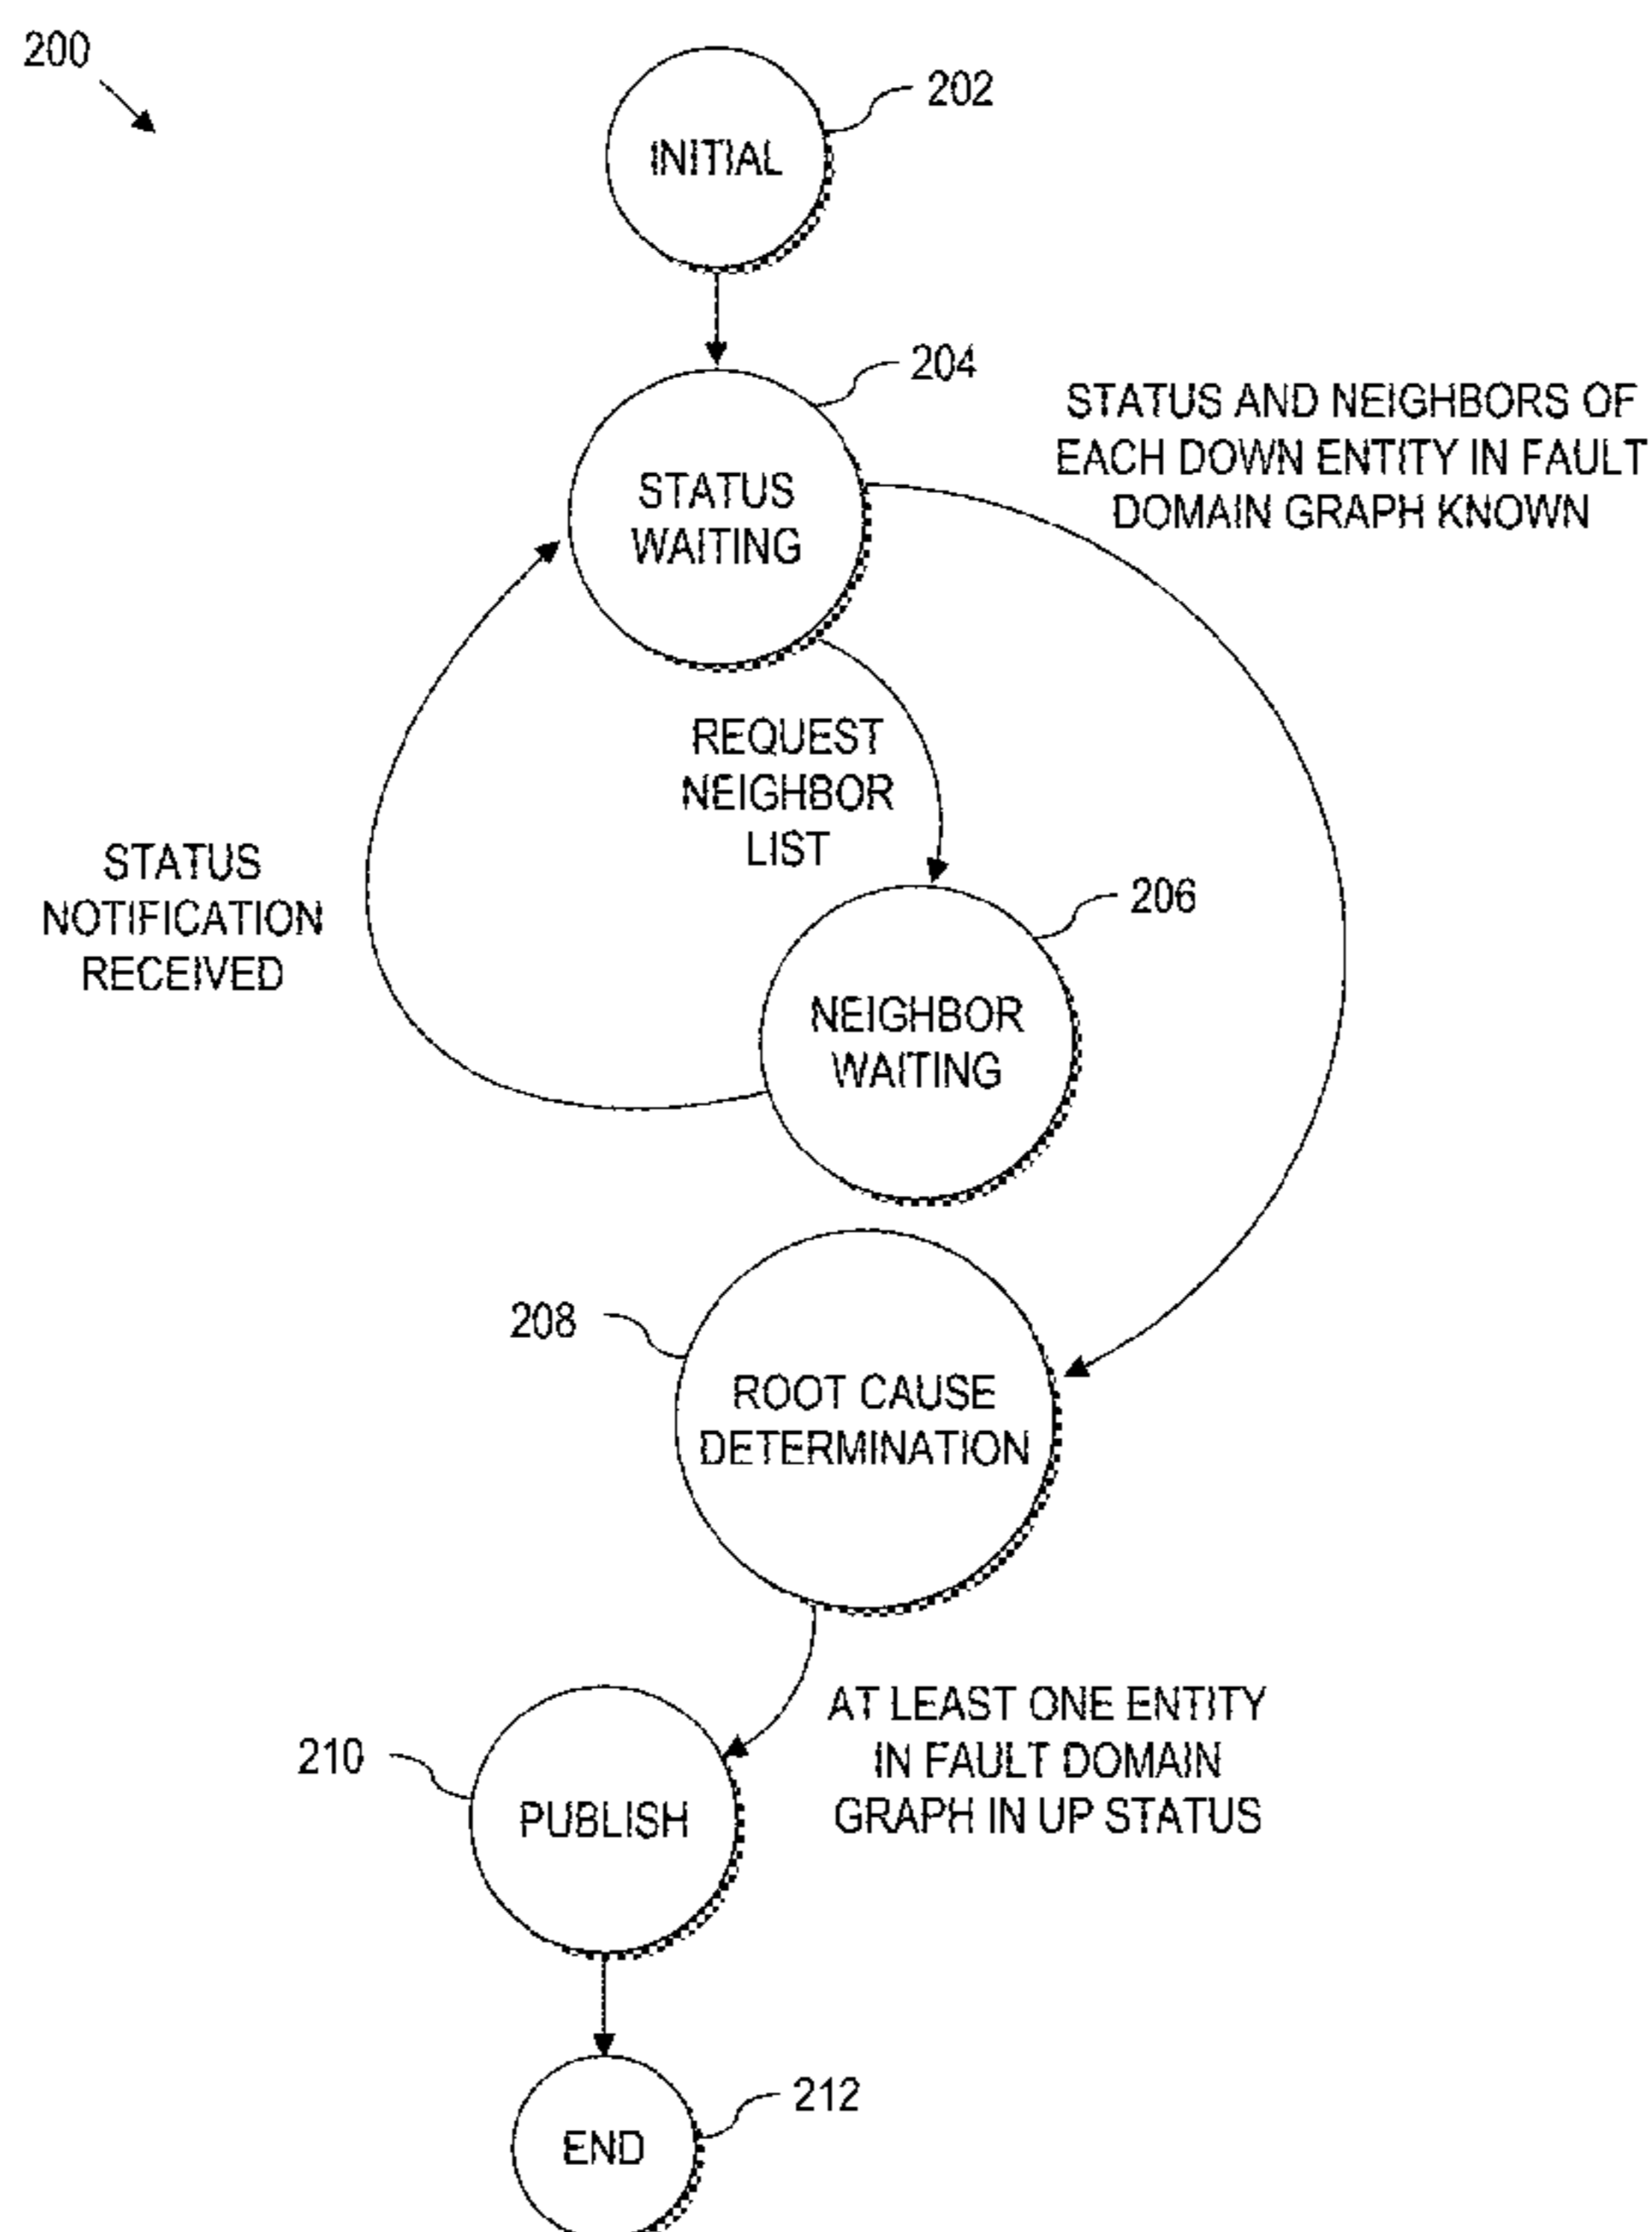 200
202
INITIAL
204
STATUS AND NEIGHBORS OF
EACH DOWN ENTITY IN FAULT
DOMAIN GRAPH KNOWN
STATUS
WAITING
REQUEST
NEIGHBOR
LIST
STATUS
NOTIFICATION
RECEIVED
206
NEIGHBOR
WAITING
208
ROOT CAUSE
DETERMINATION
AT LEAST ONE ENTITY
IN FAULT DOMAIN
GRAPH IN UP STATUS
210
PUBLISH
212
END